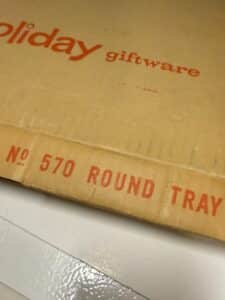 oliday giftware
Nº 570 ROUND TRAY